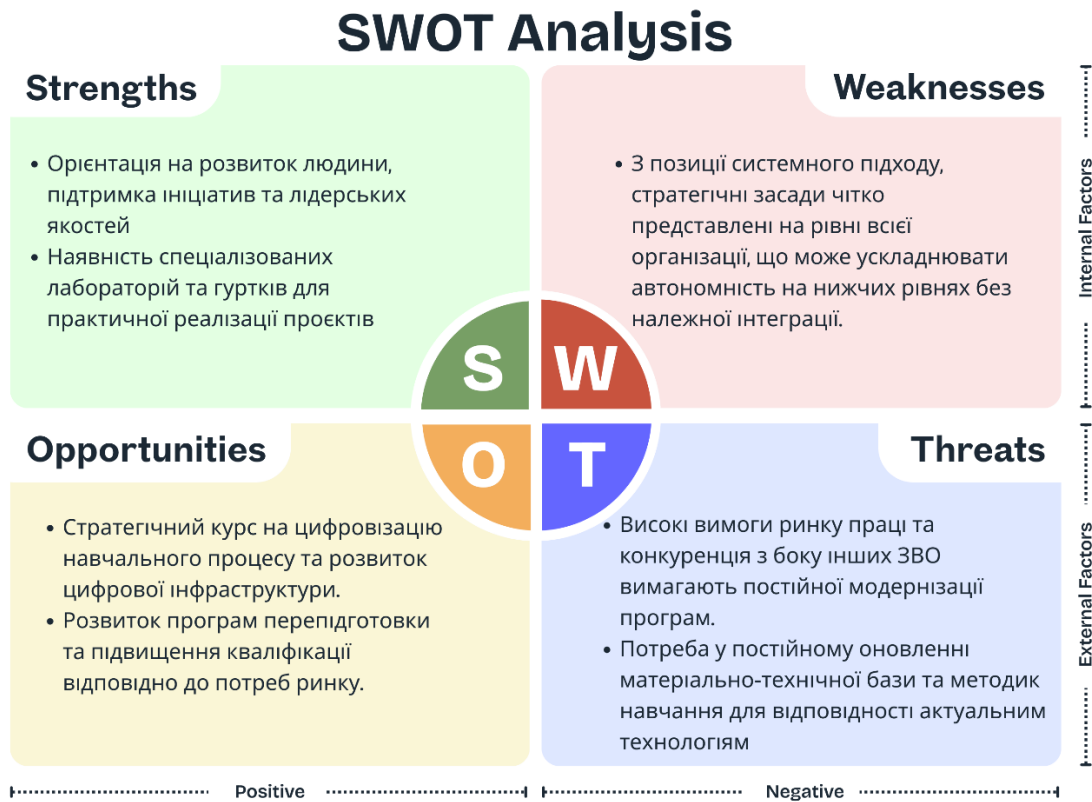 SWOT Analysis
Strengths
• Орієнтація на розвиток людини,
підтримка ініціатив та лідерських
якостей
• Наявність спеціалізованих
лабораторій та гуртків для
практичної реалізації проєктів
Weaknesses
• З позиції системного підходу,
стратегічні засади чітко
представлені на рівні всієї
організації, що може ускладнювати
автономність на нижчих рівнях без
належної інтеграції.
Internal Factors
S
W
O
T
Opportunities
• Стратегічний курс на цифровізацію
навчального процесу та розвиток
цифрової інфраструктури.
• Розвиток програм перепідготовки
та підвищення кваліфікації
відповідно до потреб ринку.
Threats
• Високі вимоги ринку праці та
конкуренція з боку інших ЗВО
вимагають постійної модернізації
програм.
• Потреба у постійному оновленні
матеріально-технічної бази та методик
навчання для відповідності актуальним
технологіям
External Factors
Positive
Negative